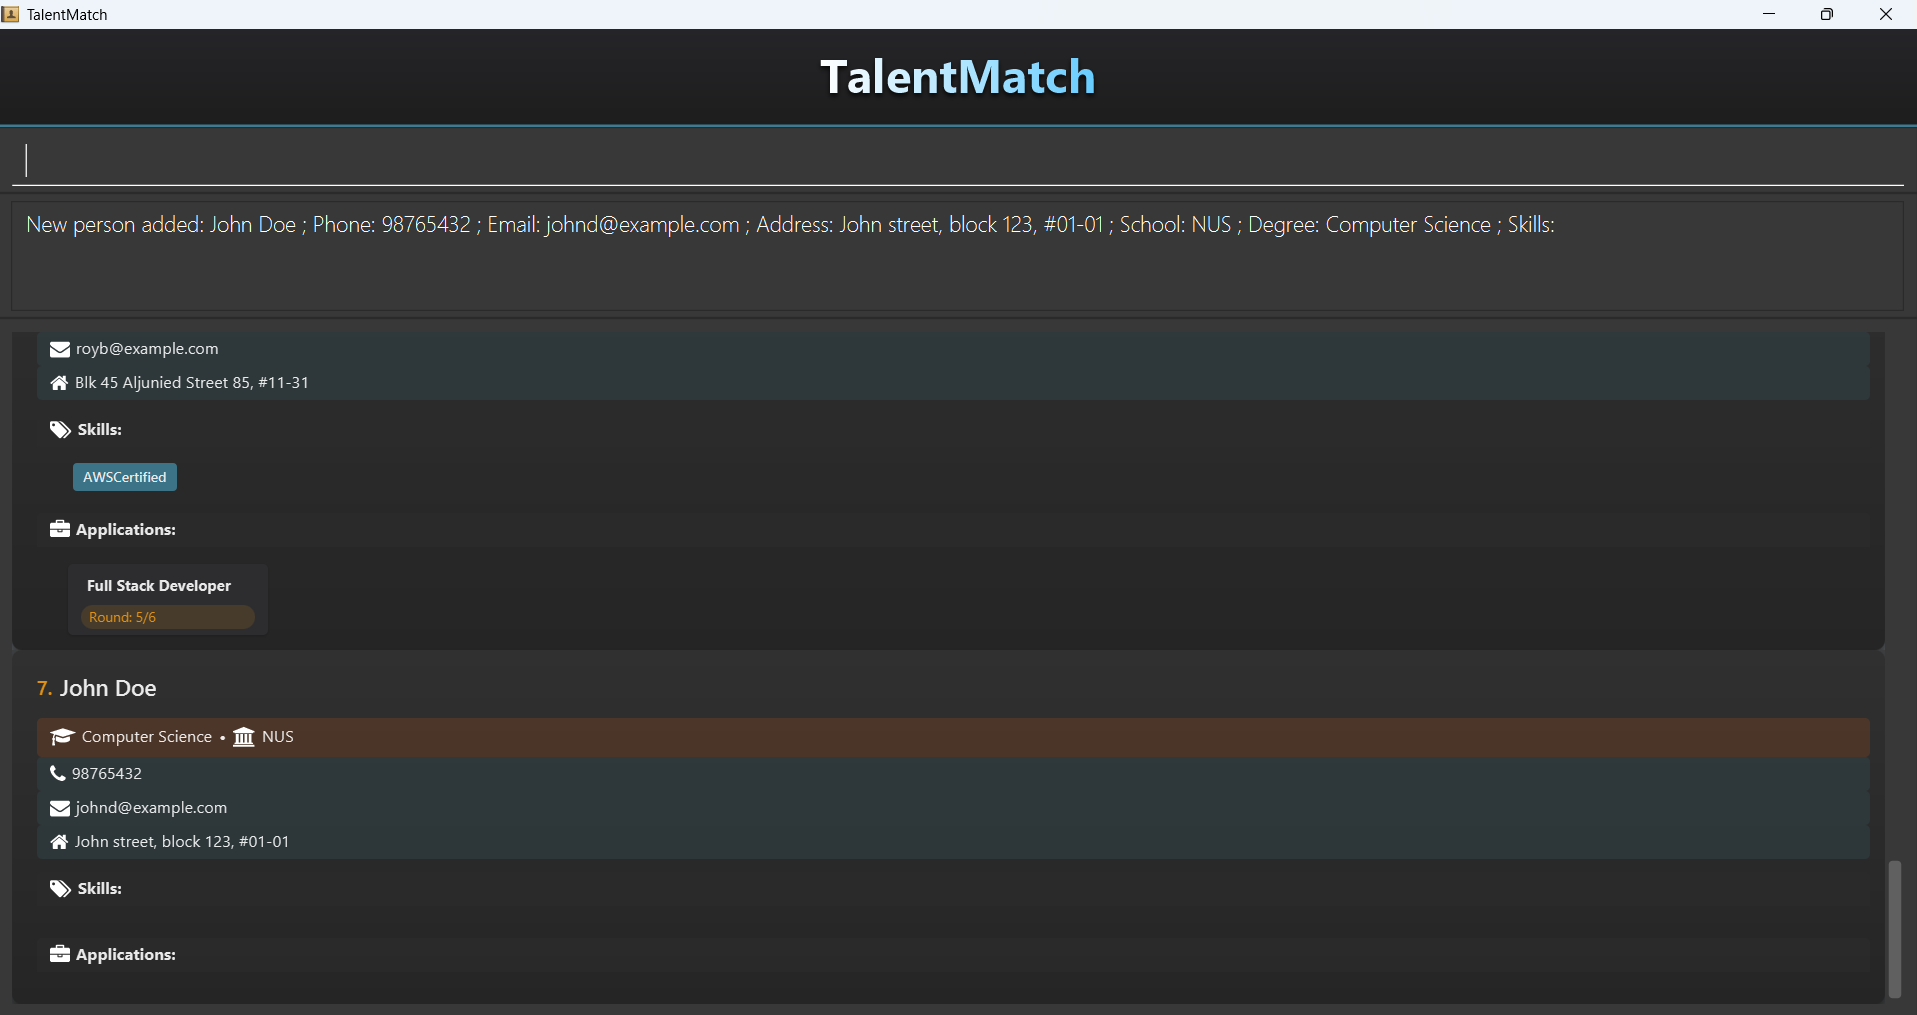 TalentMatch
TalentMatch
New person added: John Doe ; Phone: 98765432 ; Email: johnd@example.com ; Address: John street, block 123, #01-01 ; School: NUS ; Degree: Computer Science ; Skills:
royb@example.com
Blk 45 Aljunied Street 85, #11-31
Skills:
AWSCertified
Applications:
Full Stack Developer
Round: 5/6
7. John Doe
Computer Science • NUS
98765432
johnd@example.com
John street, block 123, #01-01
Skills:
Applications: